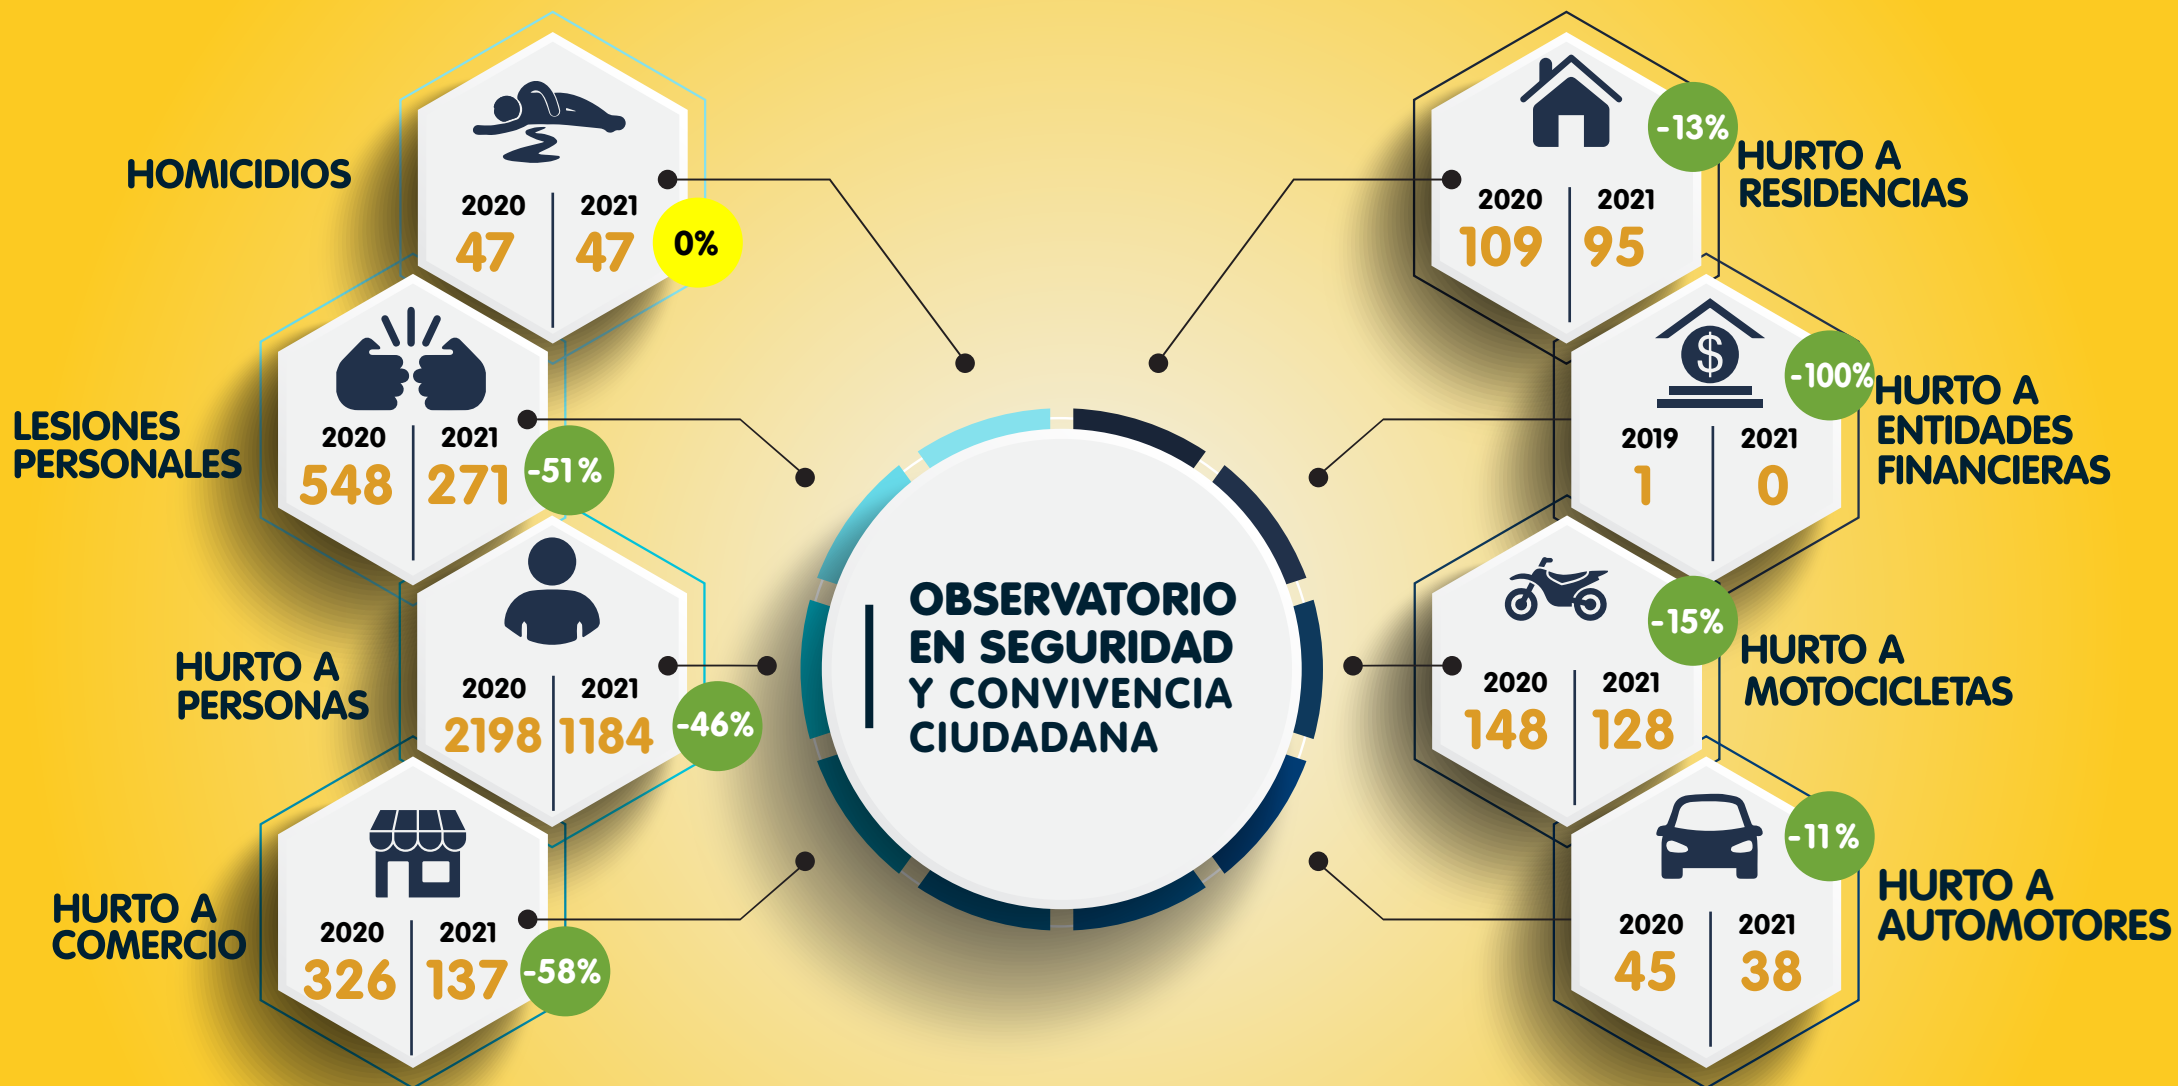 HOMICIDIOS
2020 2021
47 47
0%
LESIONES
PERSONALES
2020 2021
548 271
-51%
HURTO A
PERSONAS
2020 2021
2198 1184
-46%
HURTO A
COMERCIO
2020 2021
326 137
-58%
OBSERVATORIO
EN SEGURIDAD
Y CONVIVENCIA
CIUDADANA
-13%
HURTO A
RESIDENCIAS
2020 2021
109 95
$
-100%
HURTO A
ENTIDADES
FINANCIERAS
2019 2021
1 0
-15%
HURTO A
MOTOCICLETAS
2020 2021
148 128
-11%
HURTO A
AUTOMOTORES
2020 2021
45 38